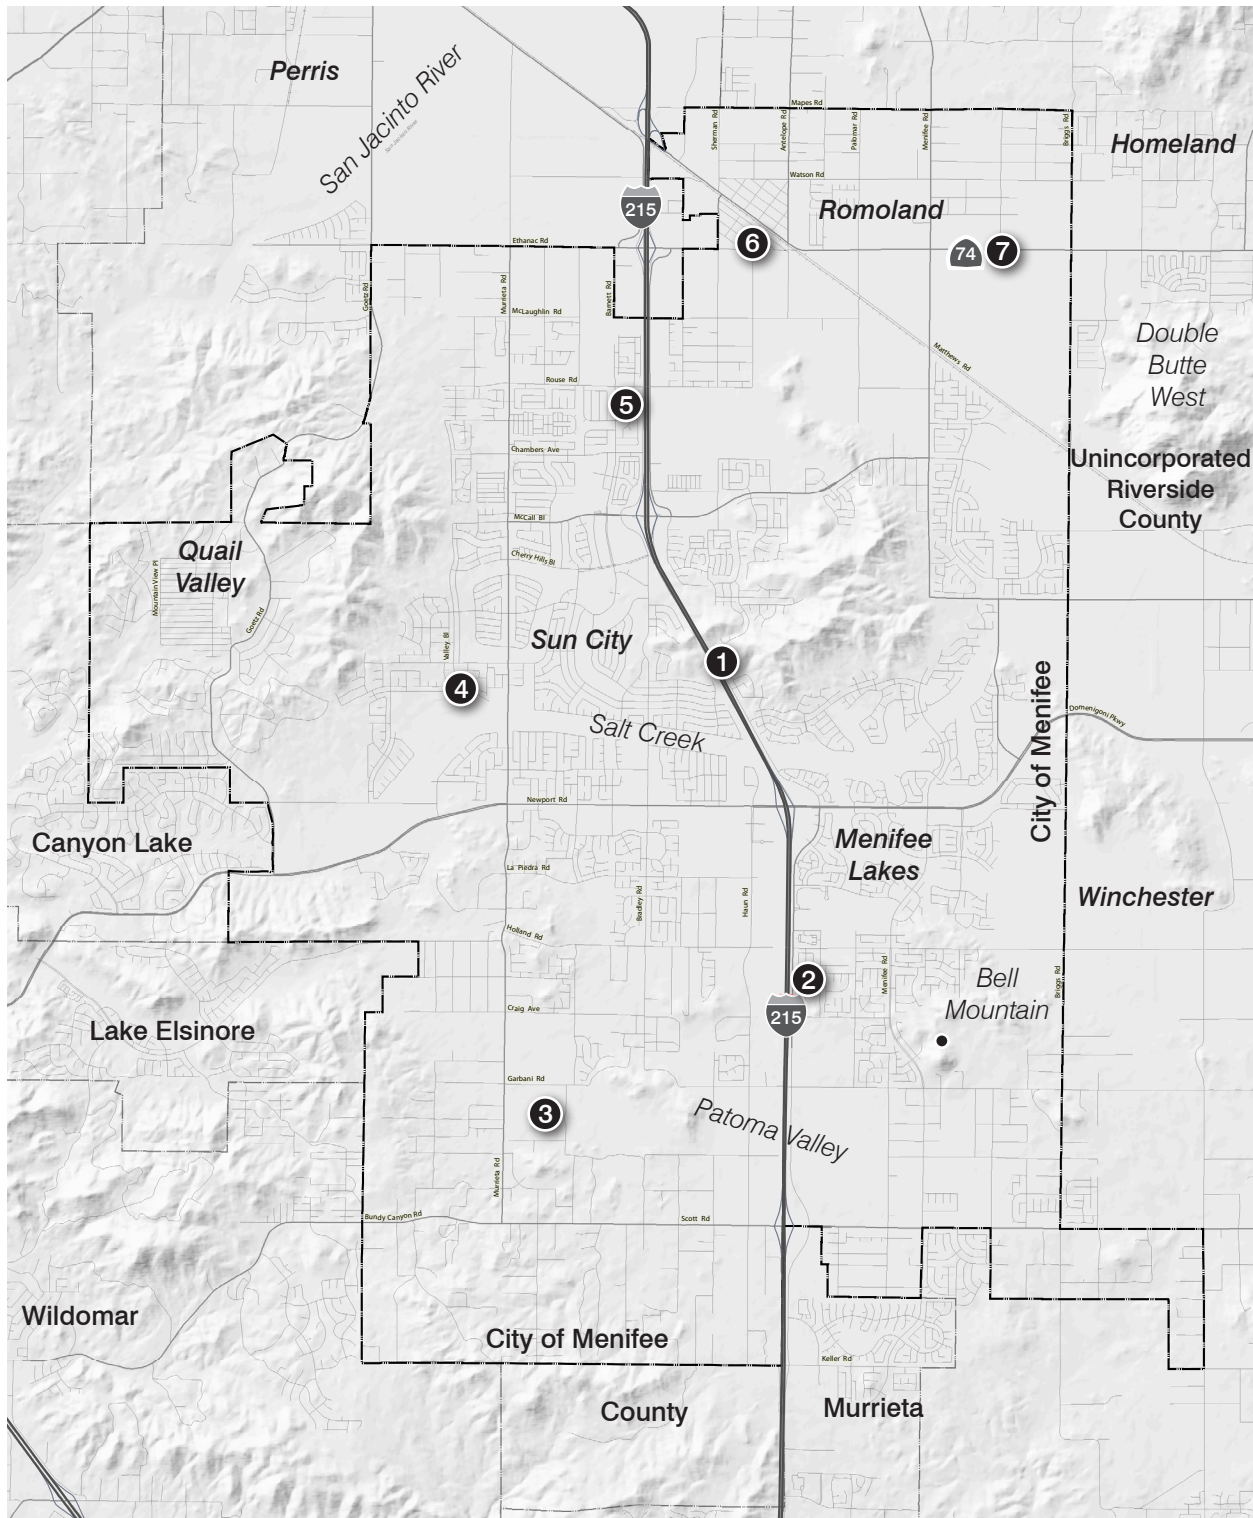 Perris
San Jacinto River
San Jacinto River
Mapes Rd
Sherman Rd
Antelope Rd
Palomar Rd
Menifee Rd
Briggs Rd
Homeland
Watson Rd
215
Romoland
6
74
7
Ethanac Rd
Goetz Rd
Murrieta Rd
Barnett Rd
McLaughlin Rd
Double
Butte
West
Matthews Rd
Rouse Rd
5
Chambers Ave
Unincorporated
Riverside
County
McCall Bl
Quail
Valley
Cherry Hills Bl
Mountain View Pl
Goetz Rd
Valley Bl
Sun City
1
4
City of Menifee
Salt Creek
Domenigoni Pkwy
Newport Rd
Canyon Lake
Menifee
Lakes
La Piedra Rd
Bradley Rd
Haun Rd
Winchester
Holland Rd
Menifee Rd
2
Bell
Mountain
Briggs Rd
Craig Ave
215
Lake Elsinore
Garbani Rd
3
Patoma Valley
Murrieta Rd
Bundy Canyon Rd
Scott Rd
Wildomar
City of Menifee
Keller Rd
County
Murrieta